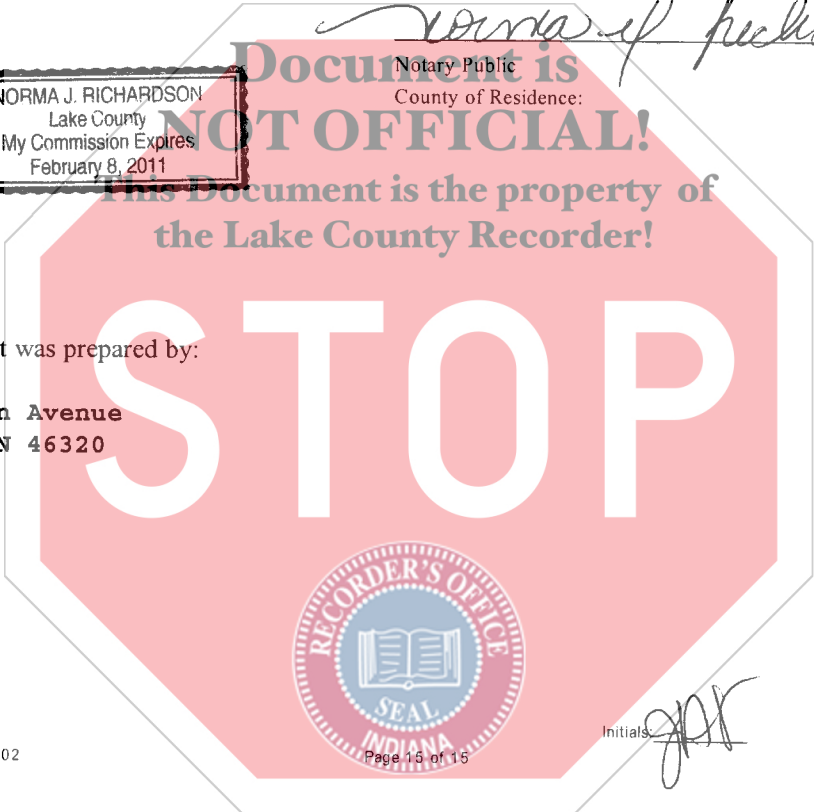 Document is
Notary Public
County of Residence:
NORMA J. RICHARDSON
Lake County
My Commission Expires
February 8, 2011
NOT OFFICIAL!
This Document is the property of
the Lake County Recorder!
STOP
t was prepared by:
n Avenue
N 46320
RECORDER'S OFFICE
SEAL
INDIANA
Initials:
02
Page 15 of 15